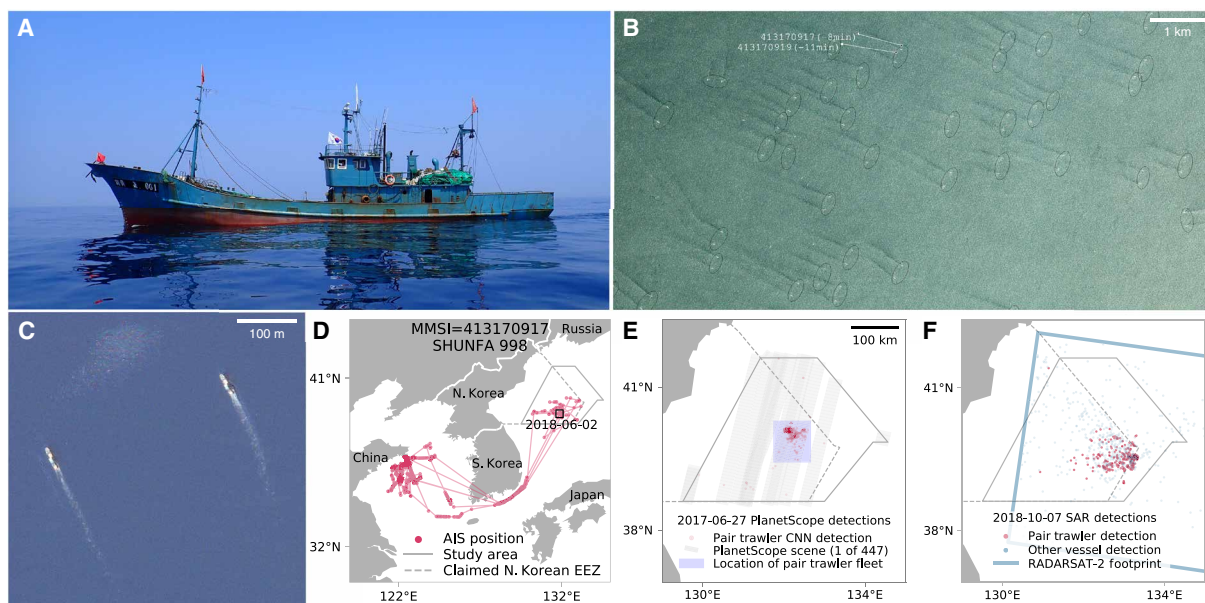 A
B
413170917(-8min)
413170919(-11min)
1 km
001
C
100 m
D
MMSI=413170917
SHUNFA 998
Russia
41°N
N. Korea
2018-06-02
China
S. Korea
Japan
AIS position
Study area
Claimed N. Korean EEZ
32°N
122°E
132°E
E
100 km
41°N
2017-06-27 PlanetScope detections
Pair trawler CNN detection
PlanetScope scene (1 of 447)
Location of pair trawler fleet
38°N
130°E
134°E
F
41°N
2018-10-07 SAR detections
Pair trawler detection
Other vessel detection
RADARSAT-2 footprint
38°N
130°E
134°E